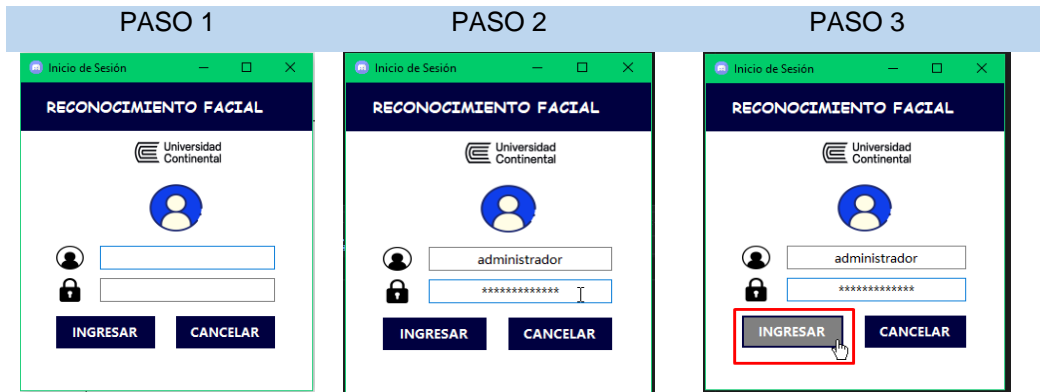 PASO 1
PASO 2
PASO 3
Inicio de Sesión
RECONOCIMIENTO FACIAL
Universidad
Continental
INGRESAR
CANCELAR
Inicio de Sesión
RECONOCIMIENTO FACIAL
Universidad
Continental
administrador
*************
INGRESAR
CANCELAR
Inicio de Sesión
RECONOCIMIENTO FACIAL
Universidad
Continental
administrador
*************
INGRESAR
CANCELAR